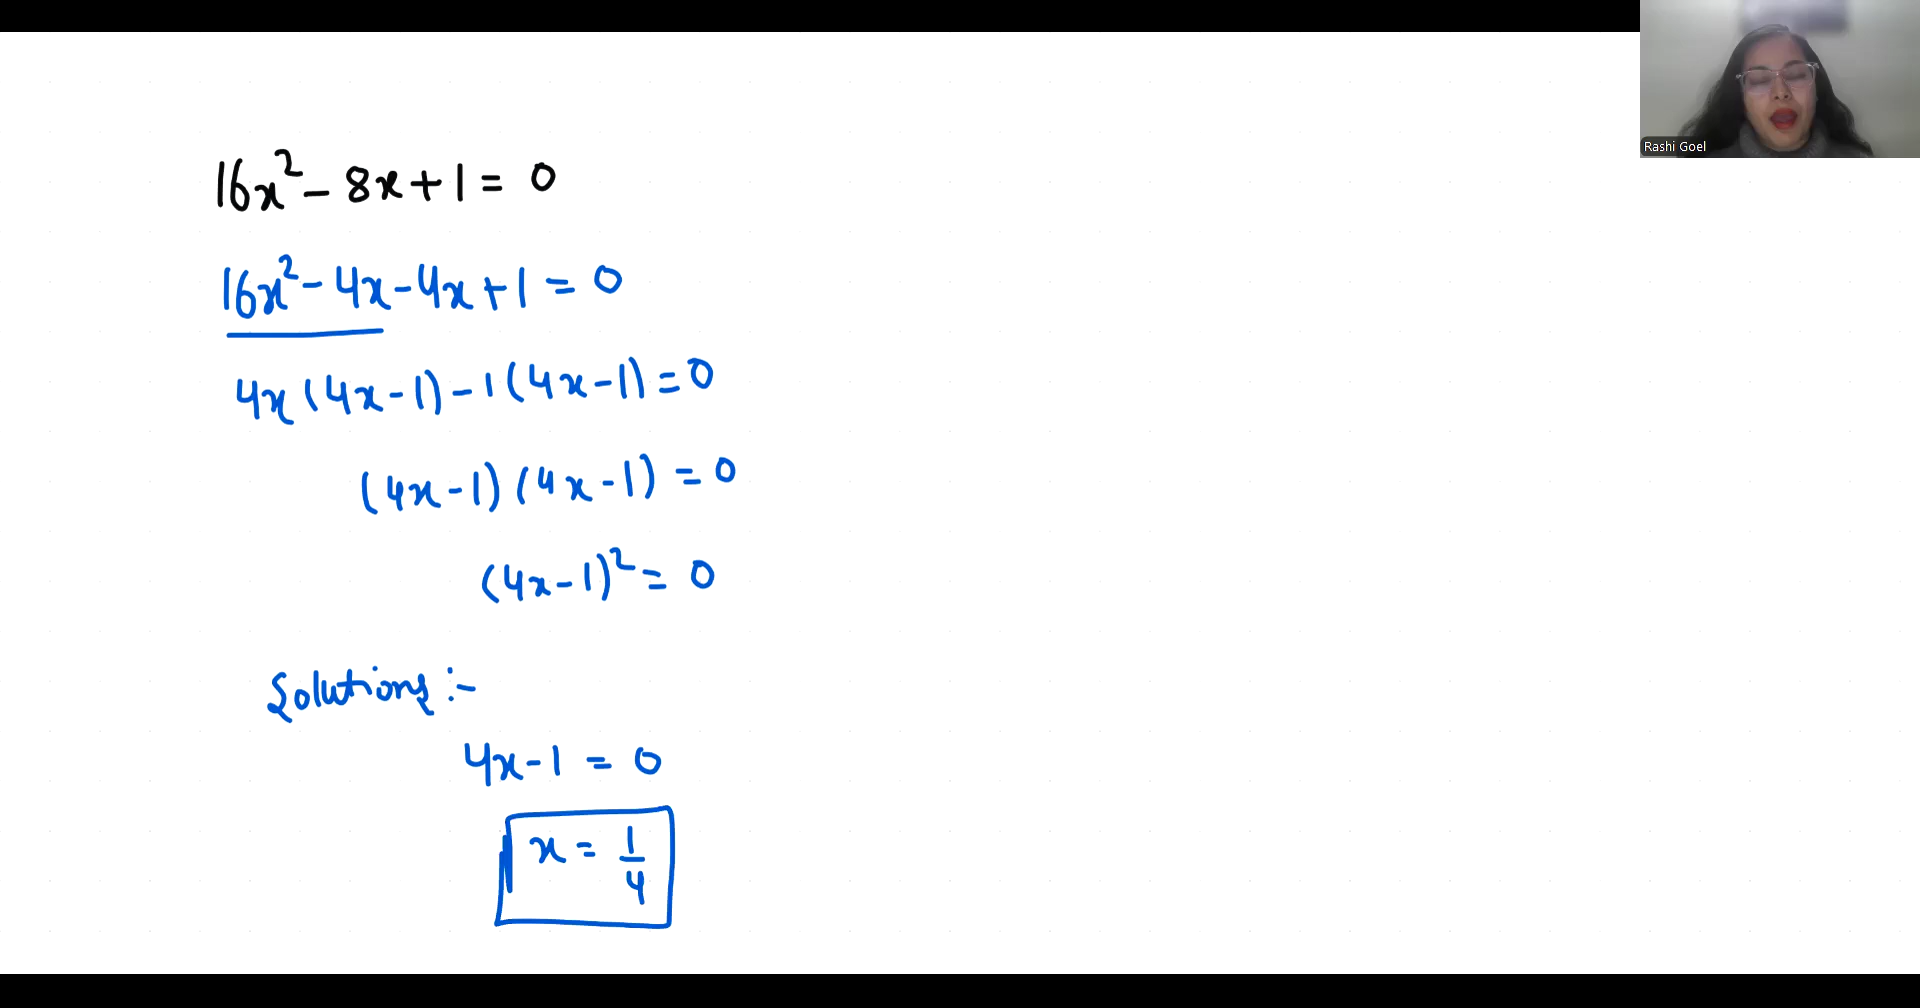 16x² - 8x + 1 = 0
16x² - 4x - 4x + 1 = 0
4x (4x - 1) - 1 (4x - 1) = 0
(4x - 1) (4x - 1) = 0
(4x - 1)² = 0
Solutions :-
4x - 1 = 0
x = 1/4
Rashi Goel